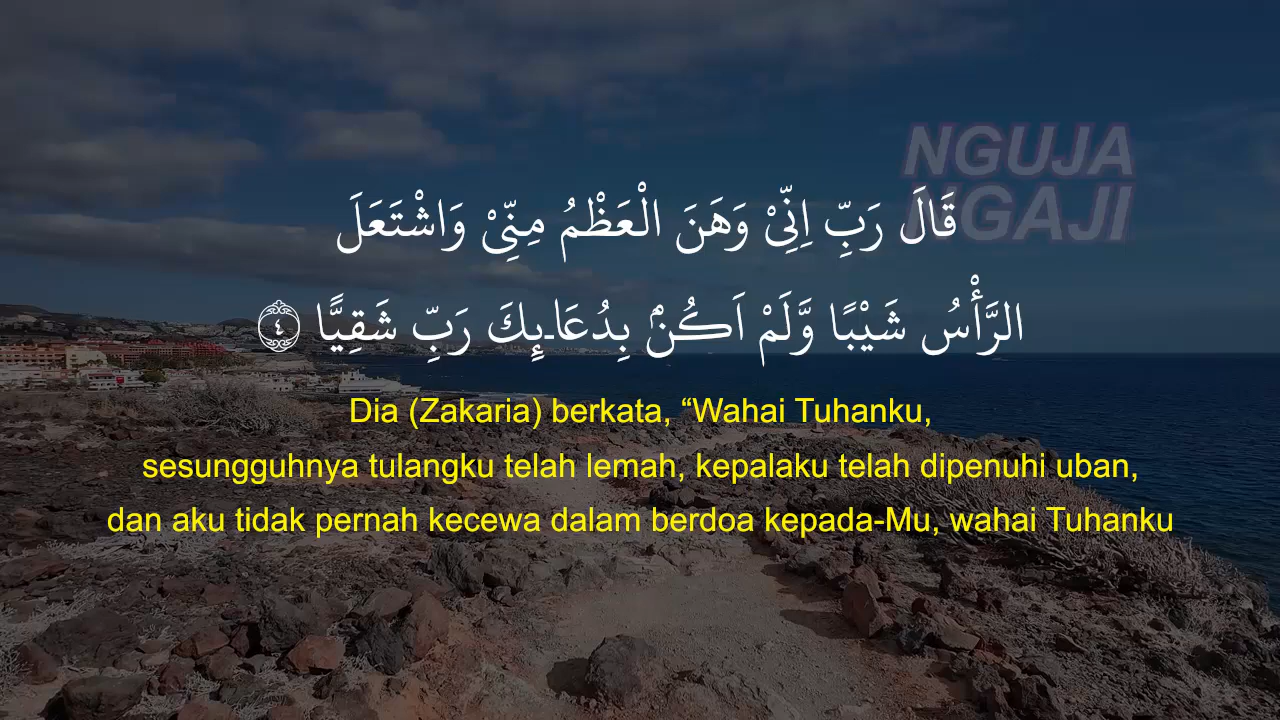 NGUJA
NGAJI
قَالَ رَبِّ اِنِّيْ وَهَنَ الْعَظْمُ مِنِّيْ وَاشْتَعَلَ
الرَّأْسُ شَيْبًا وَّلَمْ اَكُنْۢ بِدُعَاۤىِٕكَ رَبِّ شَقِيًّا ٤
Dia (Zakaria) berkata, “Wahai Tuhanku,
sesungguhnya tulangku telah lemah, kepalaku telah dipenuhi uban,
dan aku tidak pernah kecewa dalam berdoa kepada-Mu, wahai Tuhanku